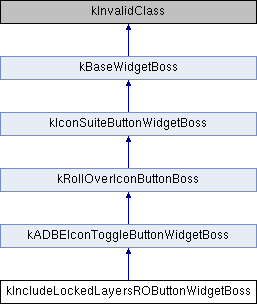 kInvalidClass
kBaseWidgetBoss
kIconSuiteButtonWidgetBoss
kRollOverIconButtonBoss
kADBEIconToggleButtonWidgetBoss
kIncludeLockedLayersROButtonWidgetBoss